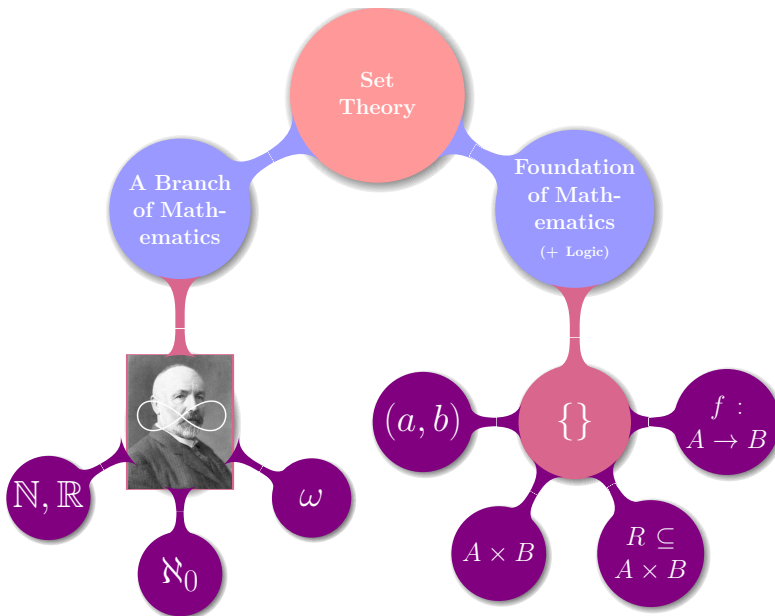 Set
Theory
A Branch
of Math-
ematics
Foundation
of Math-
ematics
(+ Logic)
∞
ℕ, ℝ
ℵ₀
ω
{}
(a, b)
A × B
R ⊆
A × B
f :
A → B